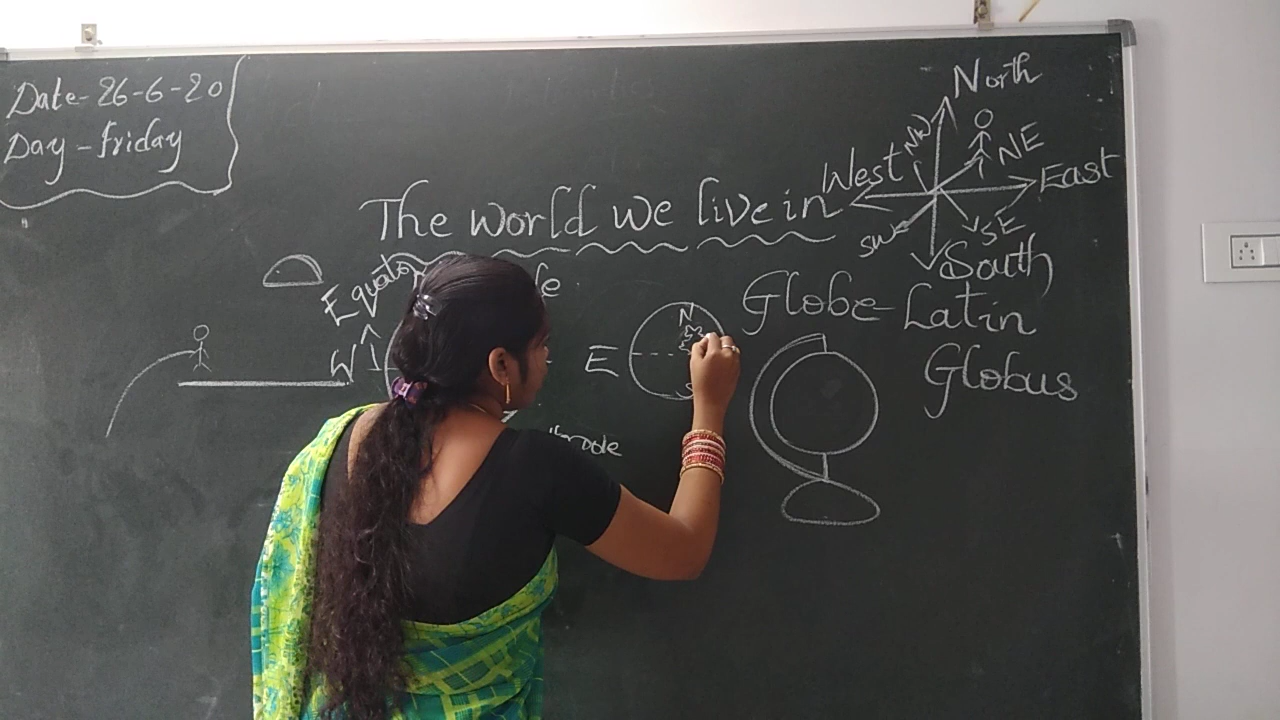 Date- 26-6-20
Day - friday
The world we live in
North
NW
NE
West
East
SW
SE
South
Equator
W
E
N
S
Globe- Latin
Globus